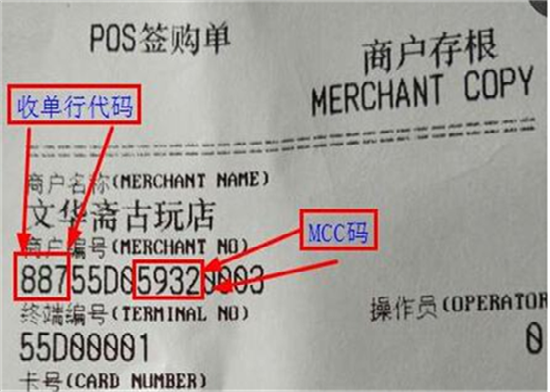 POS签购单
商户存根
MERCHANT COPY
收单行代码
商户名称(MERCHANT NAME)
文华斋古玩店
商户编号(MERCHANT NO)
MCC码
88755D059320003
终端编号(TERMINAL NO)
操作员(OPERATOR
55D00001
0
卡号(CARD NUMBER)